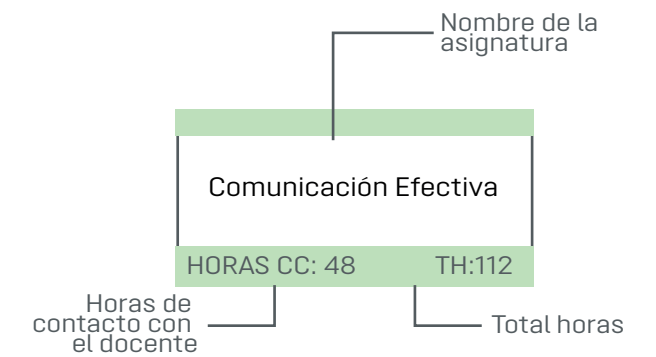 Nombre de la
asignatura
Comunicación Efectiva
HORAS CC: 48 TH:112
Horas de
contacto con
el docente
Total horas